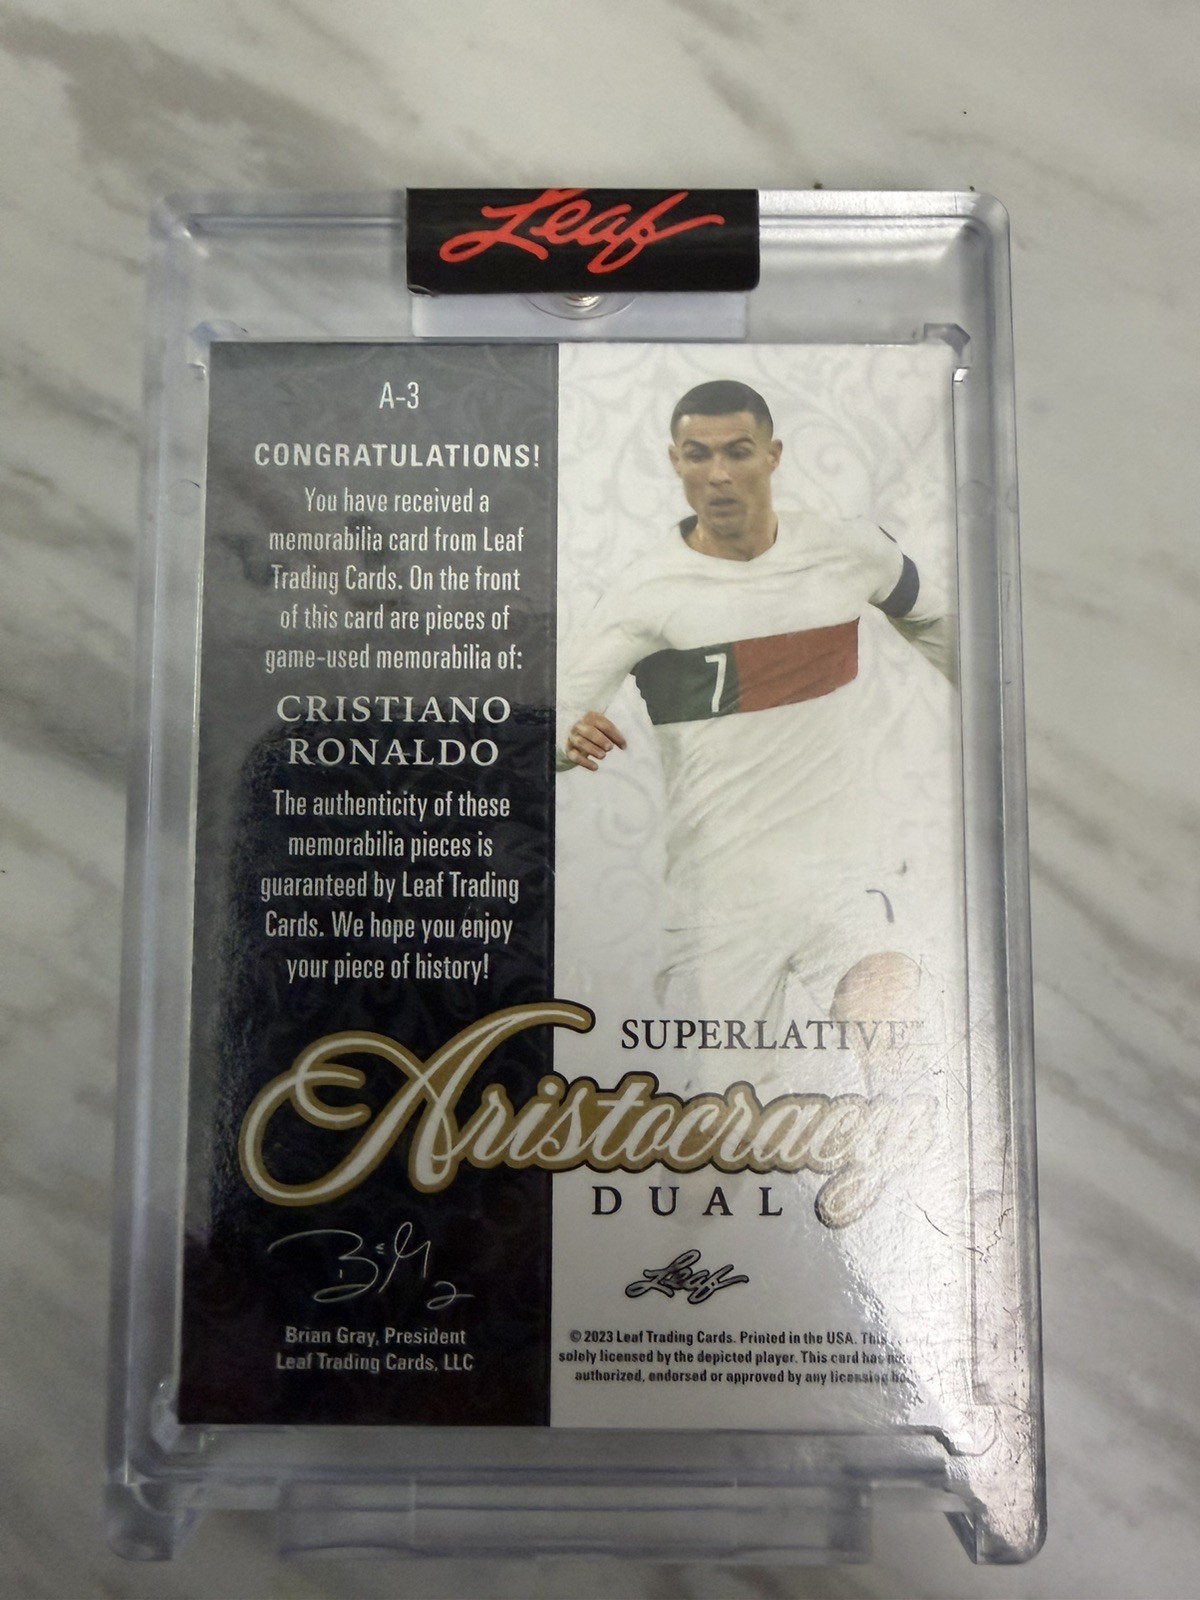 Leaf
A-3
CONGRATULATIONS!
You have received a
memorabilia card from Leaf
Trading Cards. On the front
of this card are pieces of
game-used memorabilia of:
CRISTIANO
RONALDO
The authenticity of these
memorabilia pieces is
guaranteed by Leaf Trading
Cards. We hope you enjoy
your piece of history!
7
SUPERLATIVE™
Aristocracy
DUAL
Leaf
Brian Gray, President
Leaf Trading Cards, LLC
© 2023 Leaf Trading Cards. Printed in the USA. This
solely licensed by the depicted player. This card has
authorized, endorsed or approved by any licensing